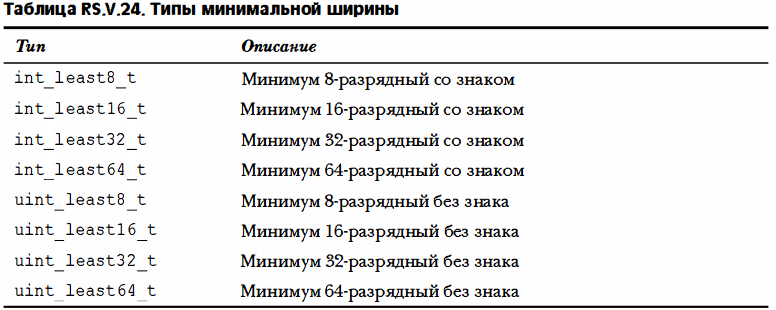 Таблица RS.V.24. Типы минимальной ширины
Тип Описание
int_least8_t Минимум 8-разрядный со знаком
int_least16_t Минимум 16-разрядный со знаком
int_least32_t Минимум 32-разрядный со знаком
int_least64_t Минимум 64-разрядный со знаком
uint_least8_t Минимум 8-разрядный без знака
uint_least16_t Минимум 16-разрядный без знака
uint_least32_t Минимум 32-разрядный без знака
uint_least64_t Минимум 64-разрядный без знака